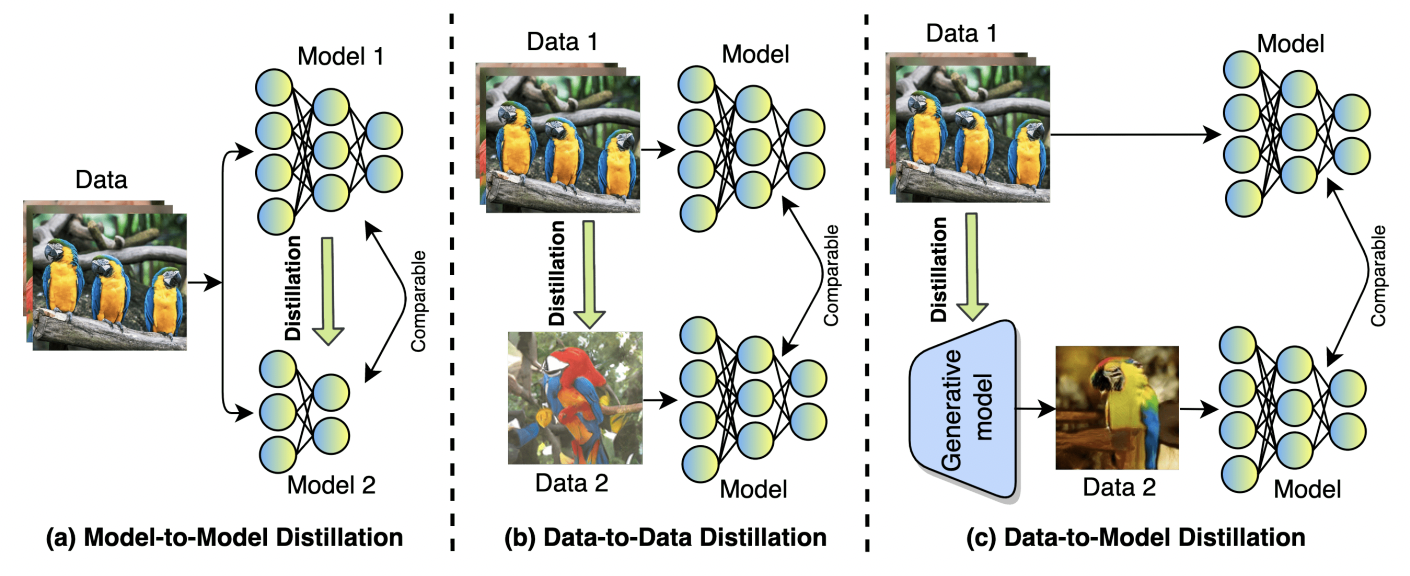 Data
Model 1
Distillation
Comparable
Model 2
(a) Model-to-Model Distillation
Data 1
Model
Distillation
Comparable
Data 2
Model
(b) Data-to-Data Distillation
Data 1
Model
Distillation
Comparable
Generative
model
Data 2
Model
(c) Data-to-Model Distillation